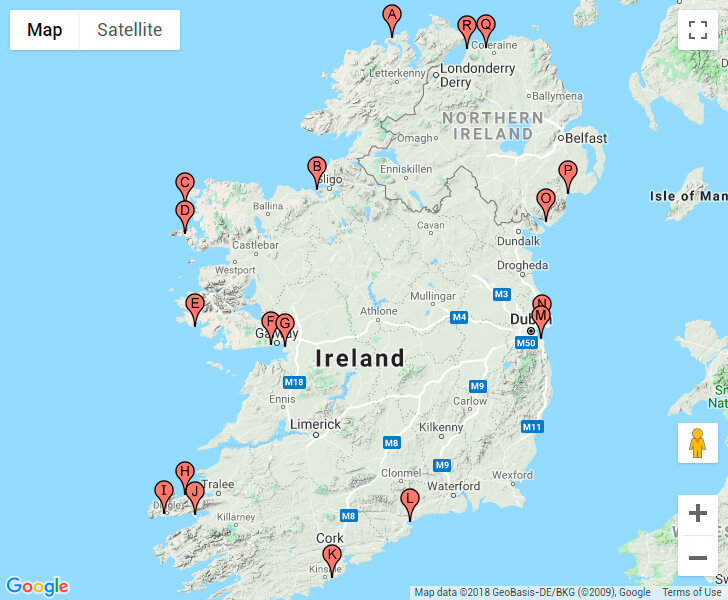 Map
Satellite
A
R
Q
Coleraine
Letterkenny
Londonderry
Derry
Ballymena
NORTHERN
IRELAND
Omagh
Belfast
Enniskillen
B
P
C
Isle of Man
D
Ballina
O
Cavan
Dundalk
Castlebar
Westport
Drogheda
E
M3
Mullingar
N
F
G
Athlone
M4
M
Dublin
Galway
M50
Ireland
M18
M9
Ennis
Carlow
Limerick
M11
Kilkenny
M8
M9
H
Clonmel
Wexford
I
J
Tralee
Waterford
L
Killarney
M8
Cork
K
Kinsale
Google
Map data ©2018 GeoBasis-DE/BKG (©2009), Google
Terms of Use